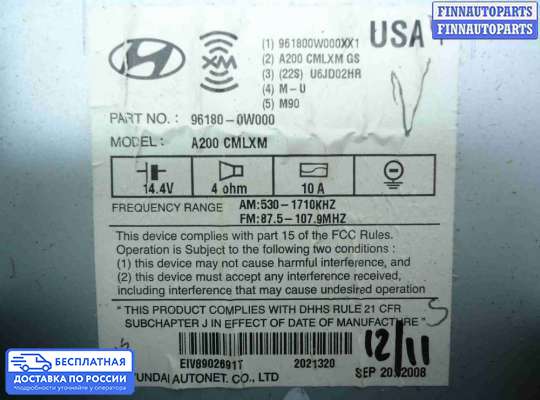 FINNAUTOPARTS
FINNAUTOPARTS
FINNAUTOPARTS
XM
(1) 961800W000XX1
USA
(2) A200 CMLXM GS
(3) (22S) U6JD02HR
(4) M-U
(5) M90
PART NO. : 96180-0W000
MODEL: A200 CMLXM
14.4V 4 ohm 10 A
FREQUENCY RANGE AM:530-1710KHZ
FM:87.5-107.9MHZ
This device complies with part 15 of the FCC Rules.
Operation is Subject to the following two conditions :
(1) this device may not cause harmful interference, and
(2) this device must accept any interference received,
including interference that may cause undesired operation.
" THIS PRODUCT COMPLIES WITH DHHS RULE 21 CFR
SUBCHAPTER J IN EFFECT OF DATE OF MANUFACTURE "
12/11
EIV8902691T 2021320
HYUNDAI AUTONET. CO., LTD SEP 20. 2008
БЕСПЛАТНАЯ
ДОСТАВКА ПО РОССИИ